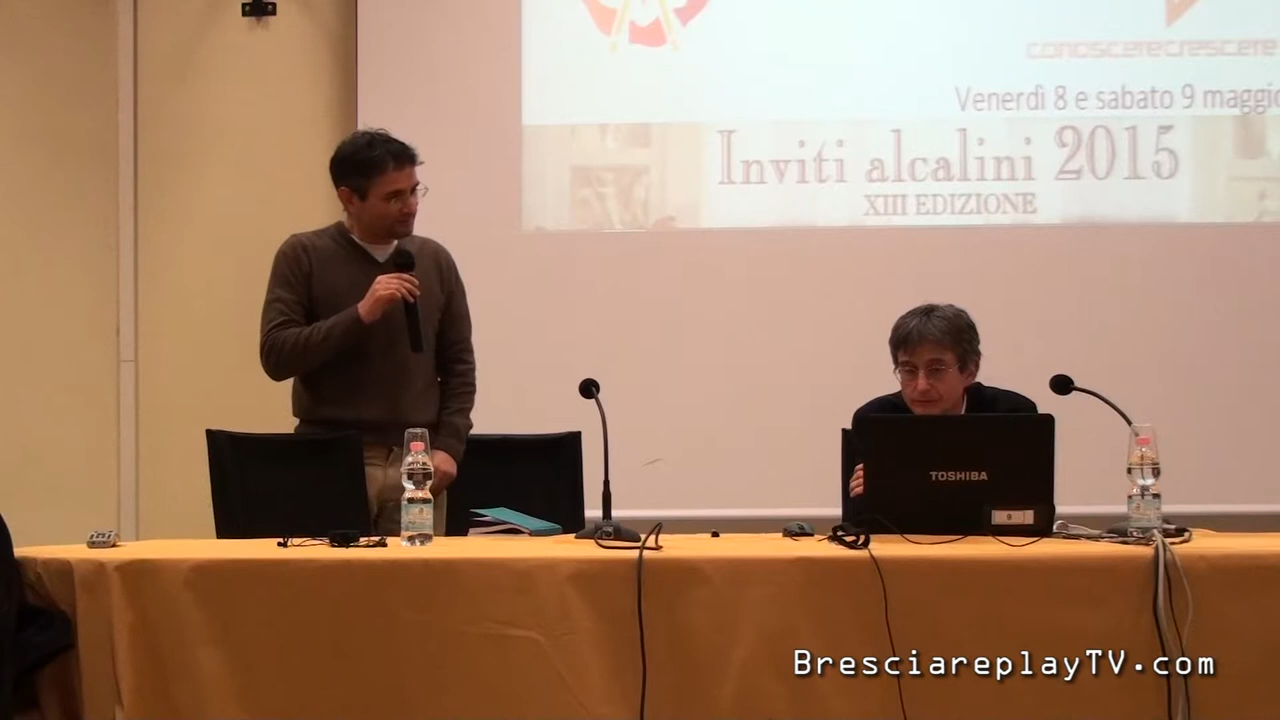 conoscerecrescere
Venerdì 8 e sabato 9 maggio
Inviti alcalini 2015
XIII EDIZIONE
TOSHIBA
BresciareplayTV.com